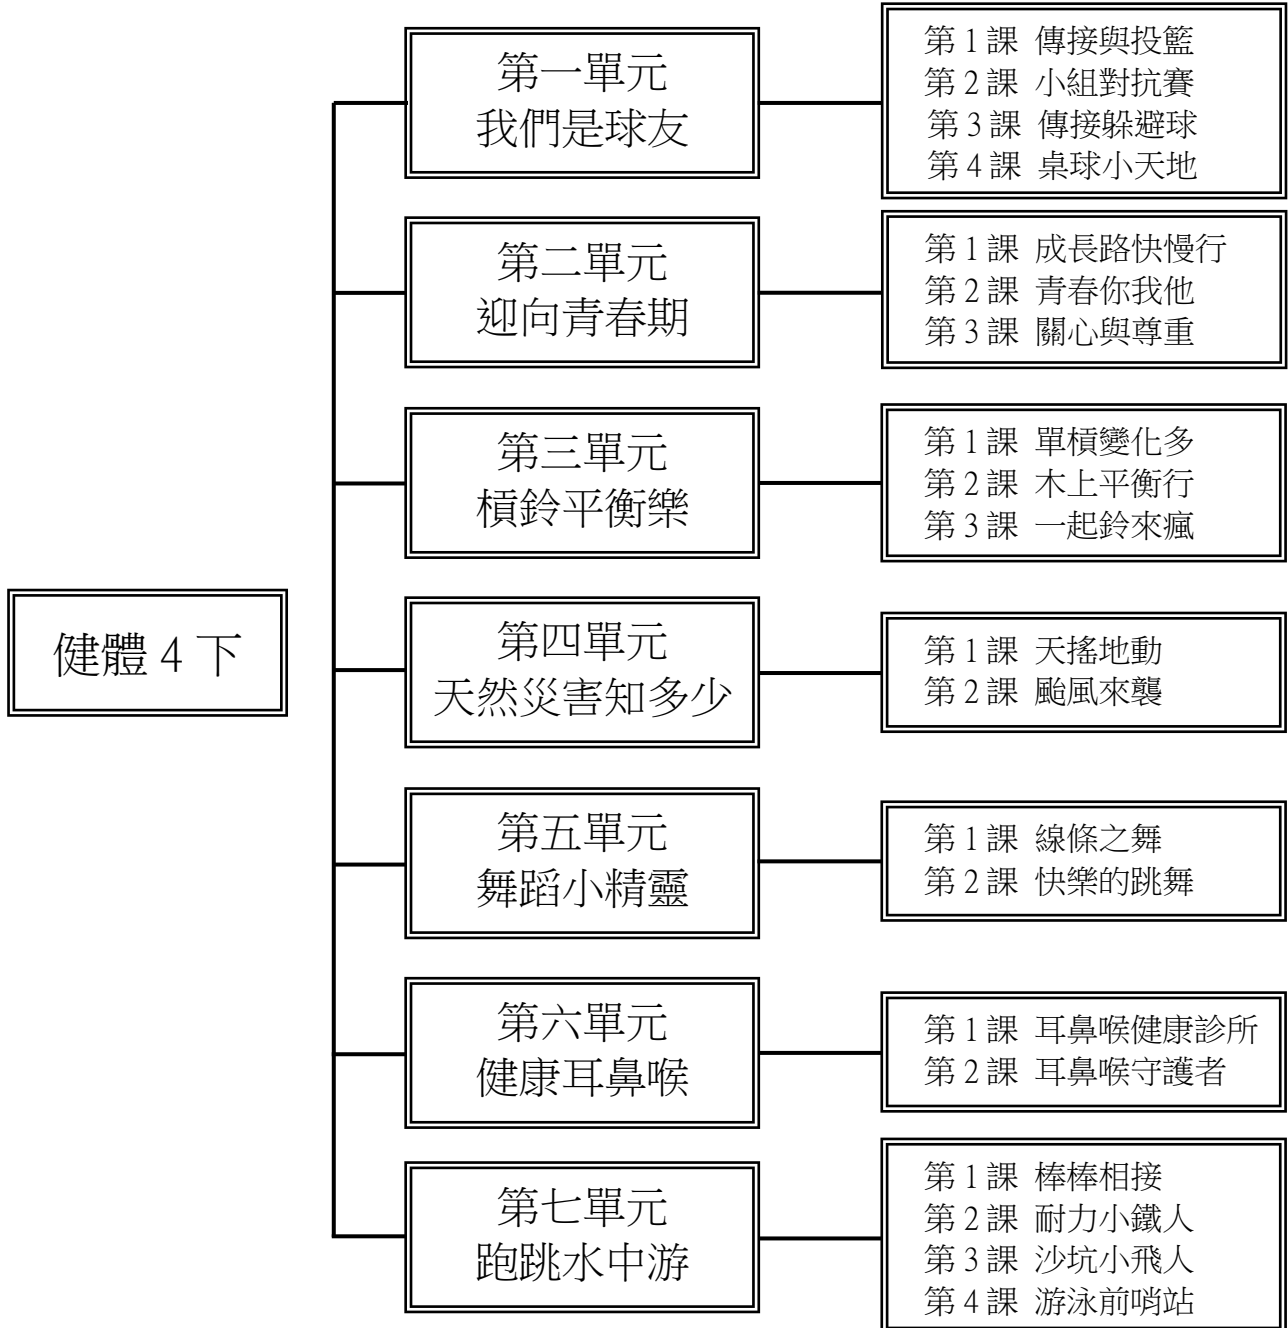 健體 4 下
第一單元
我們是球友
第 1 課 傳接與投籃
第 2 課 小組對抗賽
第 3 課 傳接躲避球
第 4 課 桌球小天地
第二單元
迎向青春期
第 1 課 成長路快慢行
第 2 課 青春你我他
第 3 課 關心與尊重
第三單元
槓鈴平衡樂
第 1 課 單槓變化多
第 2 課 木上平衡行
第 3 課 一起鈴來瘋
第四單元
天然災害知多少
第 1 課 天搖地動
第 2 課 颱風來襲
第五單元
舞蹈小精靈
第 1 課 線條之舞
第 2 課 快樂的跳舞
第六單元
健康耳鼻喉
第 1 課 耳鼻喉健康診所
第 2 課 耳鼻喉守護者
第七單元
跑跳水中游
第 1 課 棒棒相接
第 2 課 耐力小鐵人
第 3 課 沙坑小飛人
第 4 課 游泳前哨站